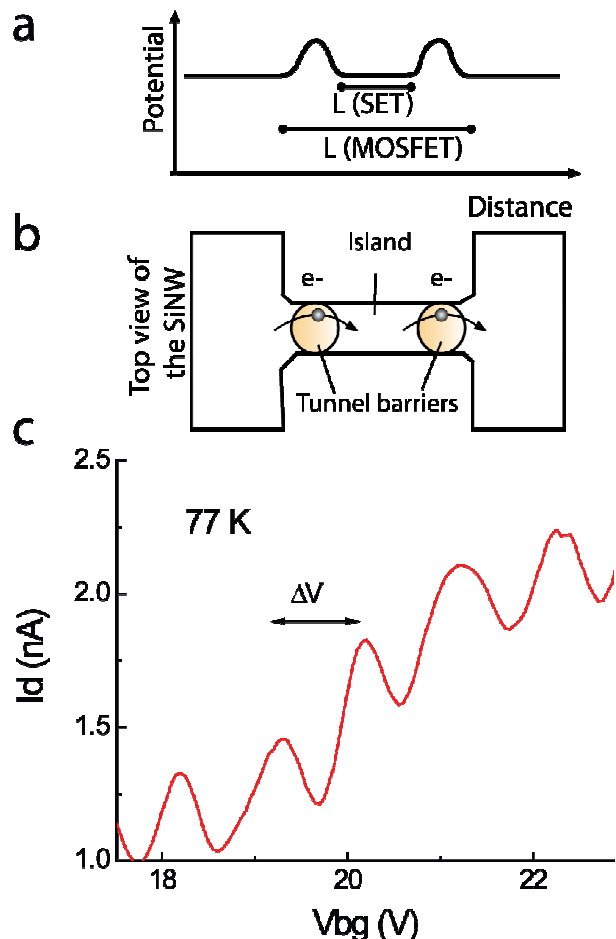 a
Potential
L (SET)
L (MOSFET)
Distance
b
Top view of
the SiNW
Island
e-
e-
Tunnel barriers
c
2.5
77 K
ΔV
2.0
Id (nA)
1.5
1.0
18
20
22
Vbg (V)